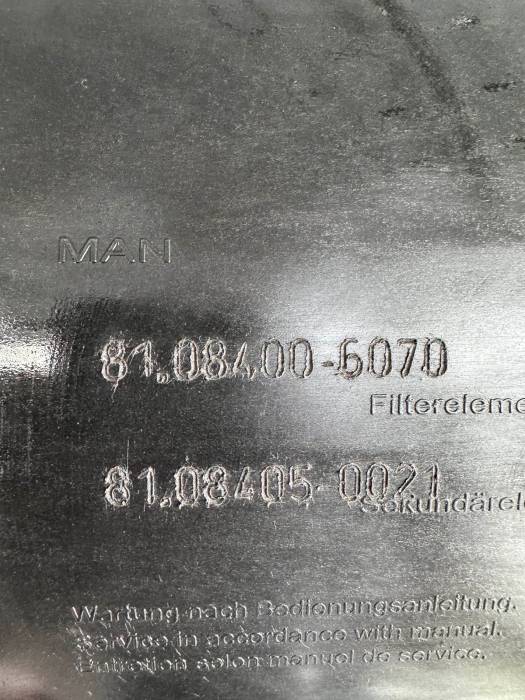 MAN
81.08400-6070
Filtereleme
81.08405-0021
Sekundärel
Wartung nach Bedienungsanleitung.
Service in accordance with manual.
Entretien selon manuel de service.